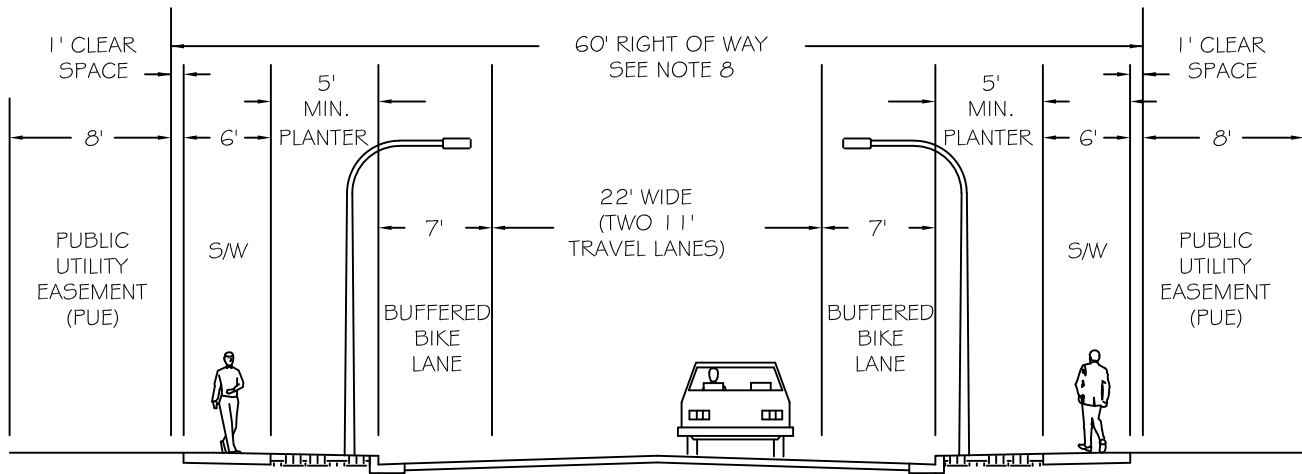 1' CLEAR
SPACE
60' RIGHT OF WAY
SEE NOTE 8
1' CLEAR
SPACE
5'
MIN.
PLANTER
5'
MIN.
PLANTER
8'
6'
6'
8'
22' WIDE
(TWO 11'
TRAVEL LANES)
7'
7'
PUBLIC
UTILITY
EASEMENT
(PUE)
S/W
BUFFERED
BIKE
LANE
BUFFERED
BIKE
LANE
S/W
PUBLIC
UTILITY
EASEMENT
(PUE)